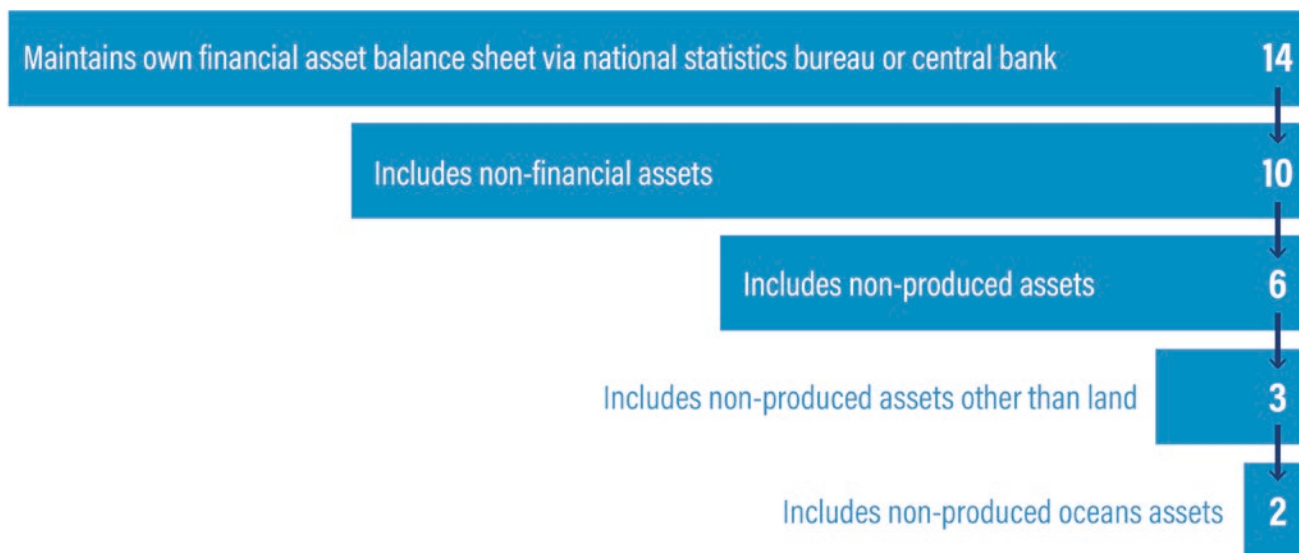 Maintains own financial asset balance sheet via national statistics bureau or central bank 14
Includes non-financial assets 10
Includes non-produced assets 6
Includes non-produced assets other than land 3
Includes non-produced oceans assets 2